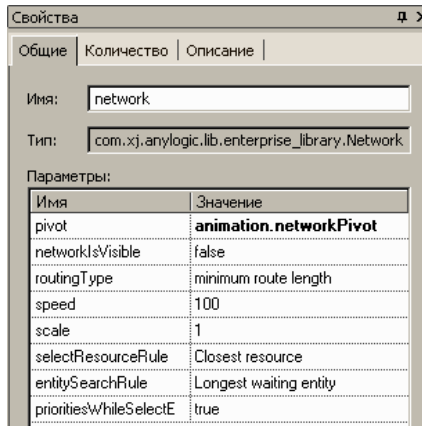 Свойства
Общие Количество Описание
Имя: network
Тип: com.xj.anylogic.lib.enterprise_library.Network
Параметры:
Имя Значение
pivot animation.networkPivot
networkIsVisible false
routingType minimum route length
speed 100
scale 1
selectResourceRule Closest resource
entitySearchRule Longest waiting entity
prioritiesWhileSelectE true